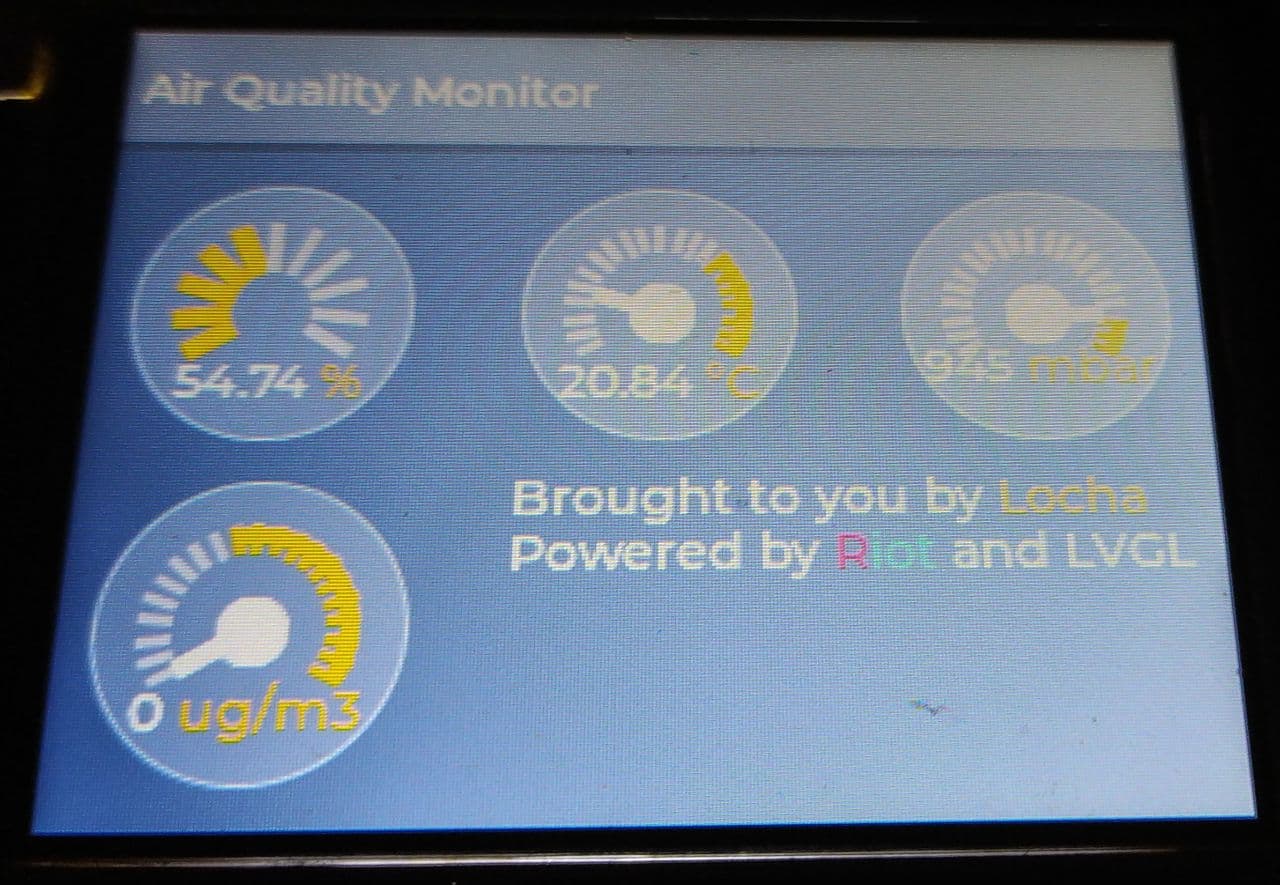 Air Quality Monitor
54.74 %
20.84 °C
945 mbar
Brought to you by Locha
Powered by Riot and LVGL
0 ug/m3